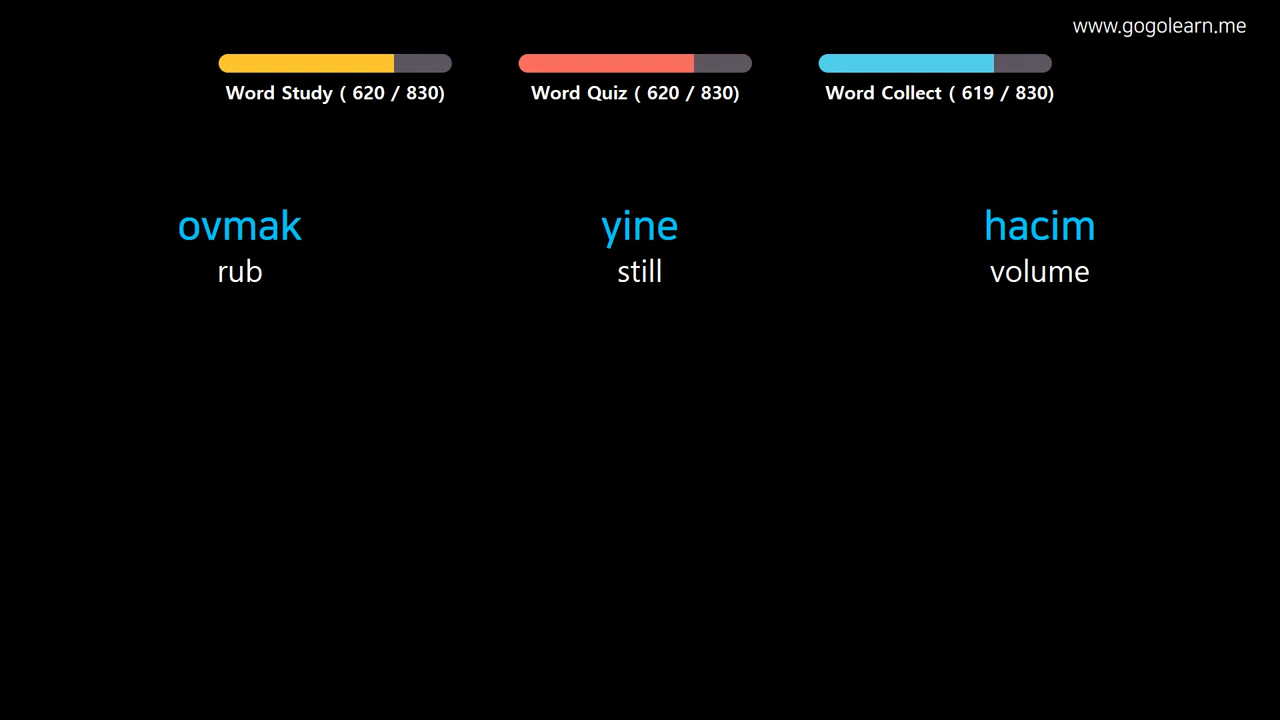 www.gogolearn.me
Word Study ( 620 / 830)
Word Quiz ( 620 / 830)
Word Collect ( 619 / 830)
ovmak
rub
yine
still
hacim
volume